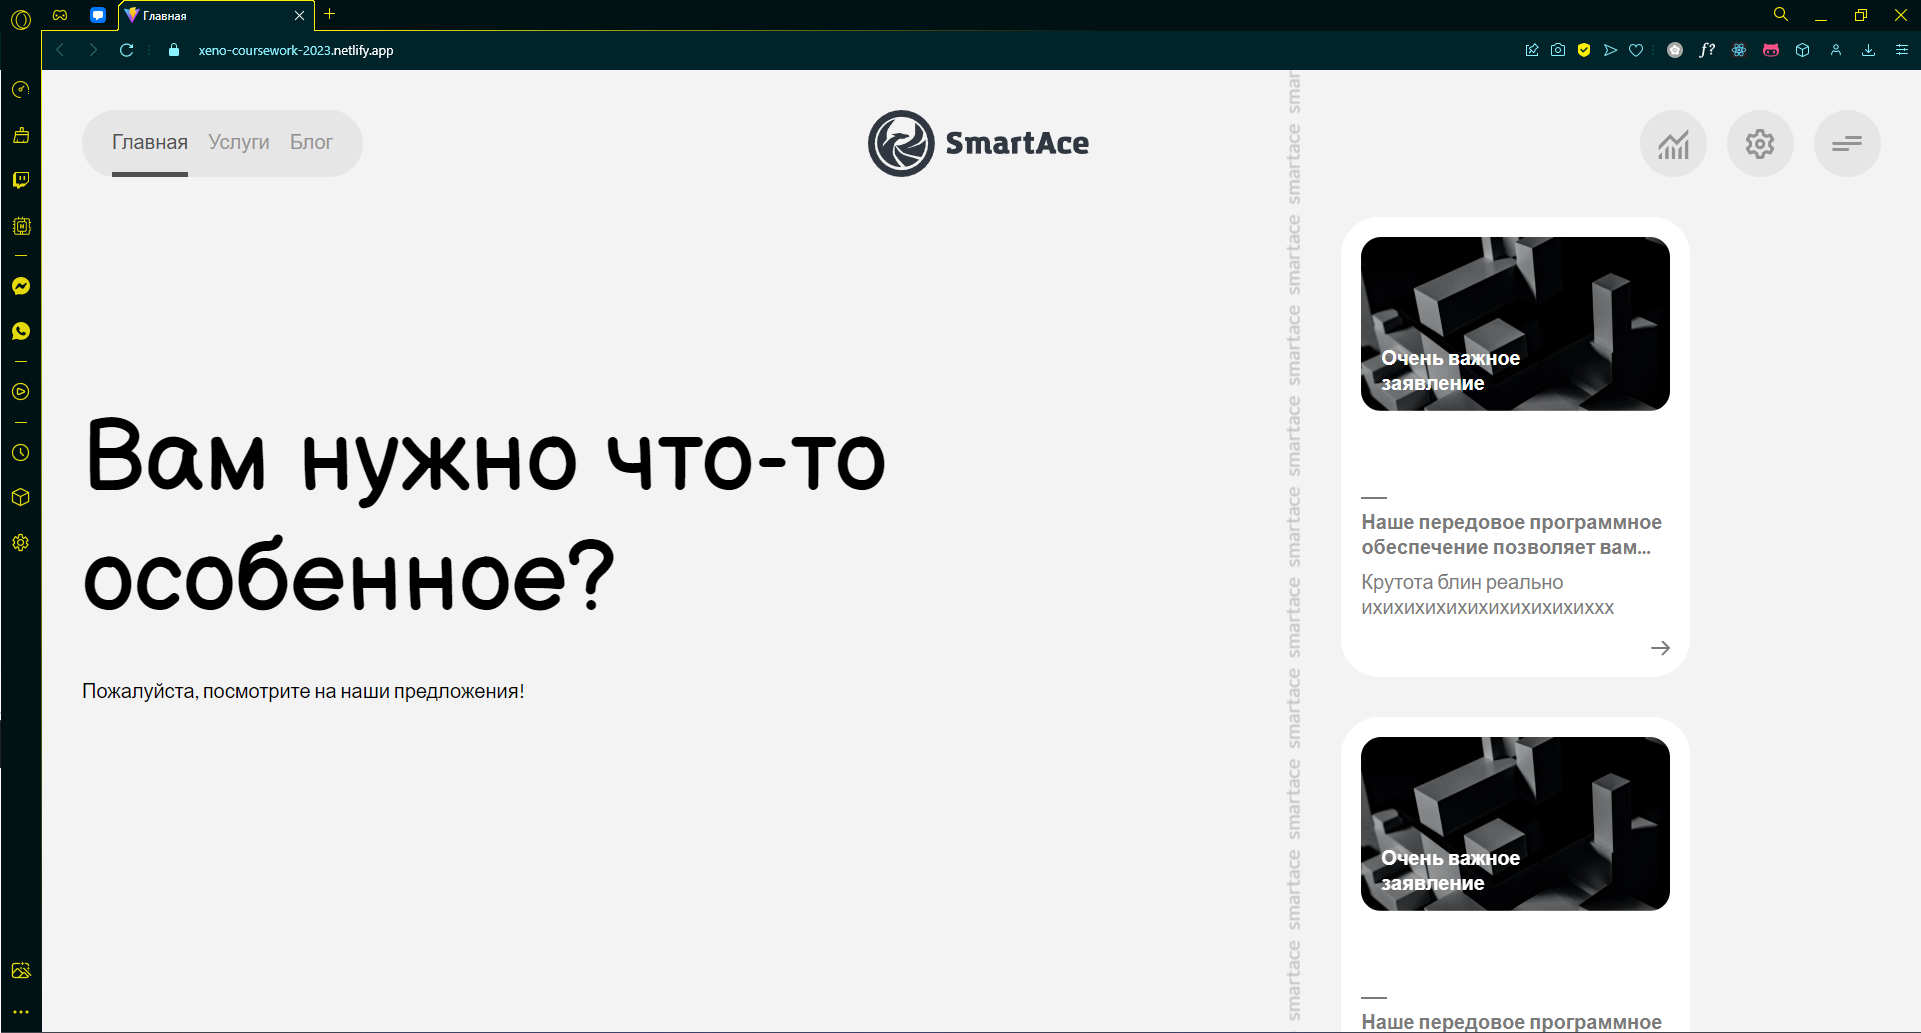 Главная
xeno-coursework-2023.netlify.app
f?
Главная Услуги Блог
SmartAce
smartace smartace smartace smartace smartace smartace smartace smartace smartace smartace smar
Вам нужно что-то
особенное?
Пожалуйста, посмотрите на наши предложения!
Очень важное
заявление
Наше передовое программное
обеспечение позволяет вам...
Крутота блин реально
ихихихихихихихихихихиххх
Очень важное
заявление
Наше передовое программное